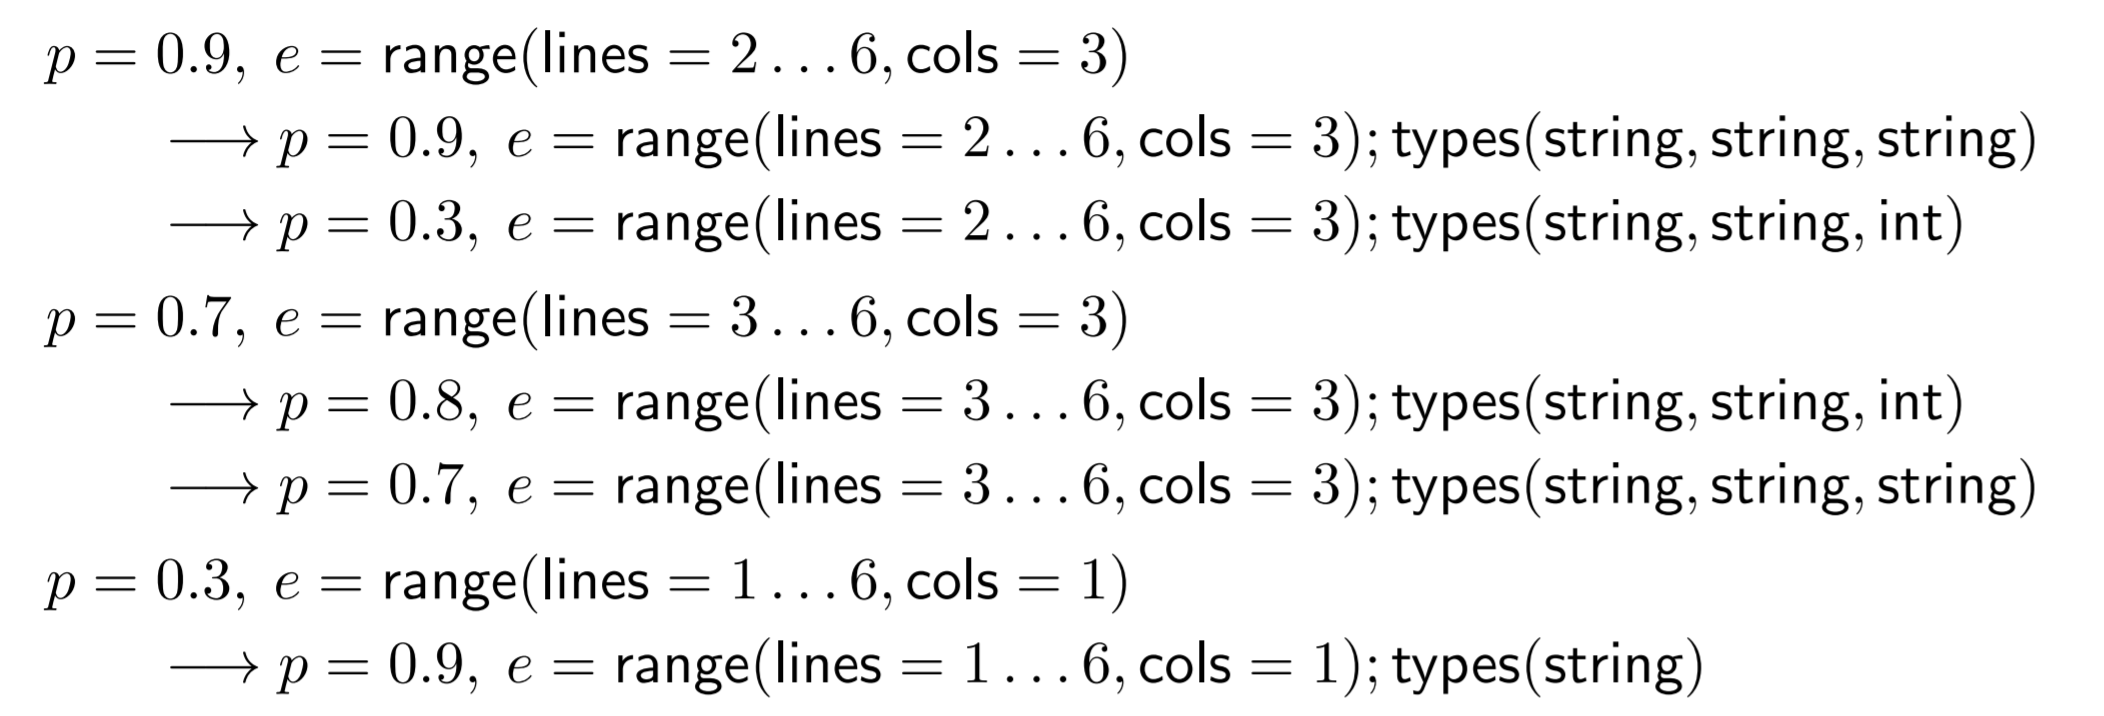 p = 0.9, e = range(lines = 2 . . . 6, cols = 3)
⟶ p = 0.9, e = range(lines = 2 . . . 6, cols = 3); types(string, string, string)
⟶ p = 0.3, e = range(lines = 2 . . . 6, cols = 3); types(string, string, int)
p = 0.7, e = range(lines = 3 . . . 6, cols = 3)
⟶ p = 0.8, e = range(lines = 3 . . . 6, cols = 3); types(string, string, int)
⟶ p = 0.7, e = range(lines = 3 . . . 6, cols = 3); types(string, string, string)
p = 0.3, e = range(lines = 1 . . . 6, cols = 1)
⟶ p = 0.9, e = range(lines = 1 . . . 6, cols = 1); types(string)